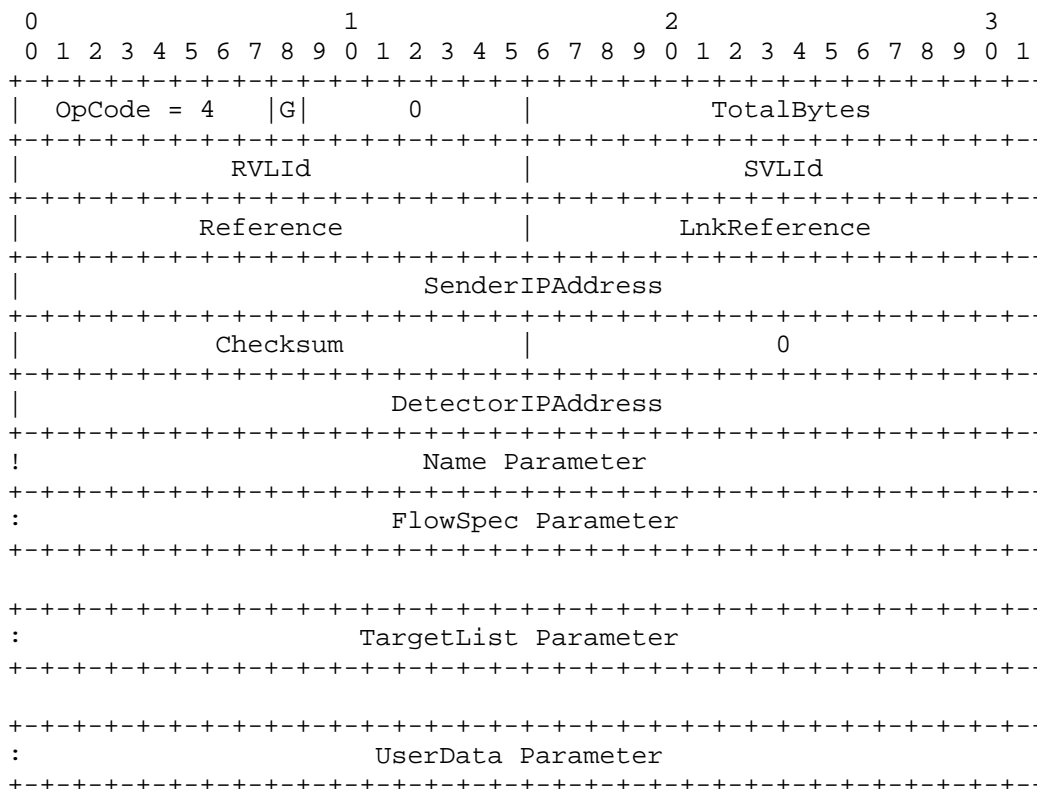 0                   1                   2                   3
 0 1 2 3 4 5 6 7 8 9 0 1 2 3 4 5 6 7 8 9 0 1 2 3 4 5 6 7 8 9 0 1
+-+-+-+-+-+-+-+-+-+-+-+-+-+-+-+-+-+-+-+-+-+-+-+-+-+-+-+-+-+-+-+--
|  OpCode = 4   |G|      0      |           TotalBytes
+-+-+-+-+-+-+-+-+-+-+-+-+-+-+-+-+-+-+-+-+-+-+-+-+-+-+-+-+-+-+-+--
|             RVLId             |             SVLId
+-+-+-+-+-+-+-+-+-+-+-+-+-+-+-+-+-+-+-+-+-+-+-+-+-+-+-+-+-+-+-+--
|           Reference           |         LnkReference
+-+-+-+-+-+-+-+-+-+-+-+-+-+-+-+-+-+-+-+-+-+-+-+-+-+-+-+-+-+-+-+--
|                         SenderIPAddress
+-+-+-+-+-+-+-+-+-+-+-+-+-+-+-+-+-+-+-+-+-+-+-+-+-+-+-+-+-+-+-+--
|            Checksum           |               0
+-+-+-+-+-+-+-+-+-+-+-+-+-+-+-+-+-+-+-+-+-+-+-+-+-+-+-+-+-+-+-+--
|                       DetectorIPAddress
+-+-+-+-+-+-+-+-+-+-+-+-+-+-+-+-+-+-+-+-+-+-+-+-+-+-+-+-+-+-+-+--
!                         Name Parameter
+-+-+-+-+-+-+-+-+-+-+-+-+-+-+-+-+-+-+-+-+-+-+-+-+-+-+-+-+-+-+-+--
:                       FlowSpec Parameter
+-+-+-+-+-+-+-+-+-+-+-+-+-+-+-+-+-+-+-+-+-+-+-+-+-+-+-+-+-+-+-+--

+-+-+-+-+-+-+-+-+-+-+-+-+-+-+-+-+-+-+-+-+-+-+-+-+-+-+-+-+-+-+-+--
:                     TargetList Parameter
+-+-+-+-+-+-+-+-+-+-+-+-+-+-+-+-+-+-+-+-+-+-+-+-+-+-+-+-+-+-+-+--

+-+-+-+-+-+-+-+-+-+-+-+-+-+-+-+-+-+-+-+-+-+-+-+-+-+-+-+-+-+-+-+--
:                      UserData Parameter
+-+-+-+-+-+-+-+-+-+-+-+-+-+-+-+-+-+-+-+-+-+-+-+-+-+-+-+-+-+-+-+--